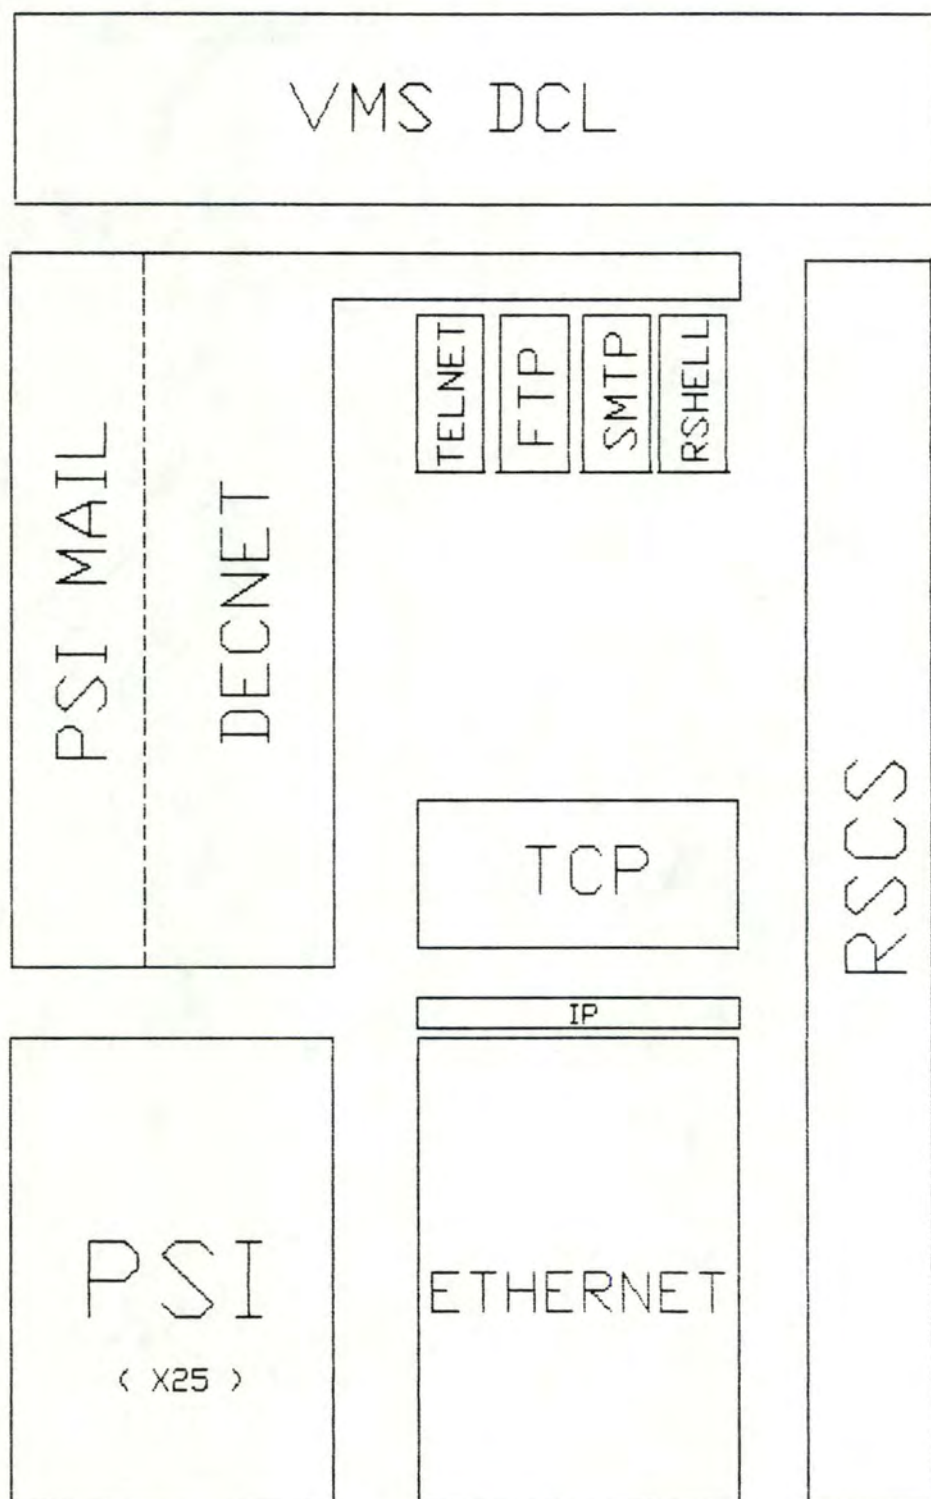 VMS DCL
PSI MAIL
DECNET
TELNET
FTP
SMTP
RSHELL
TCP
IP
RSCS
PSI
( X25 )
ETHERNET